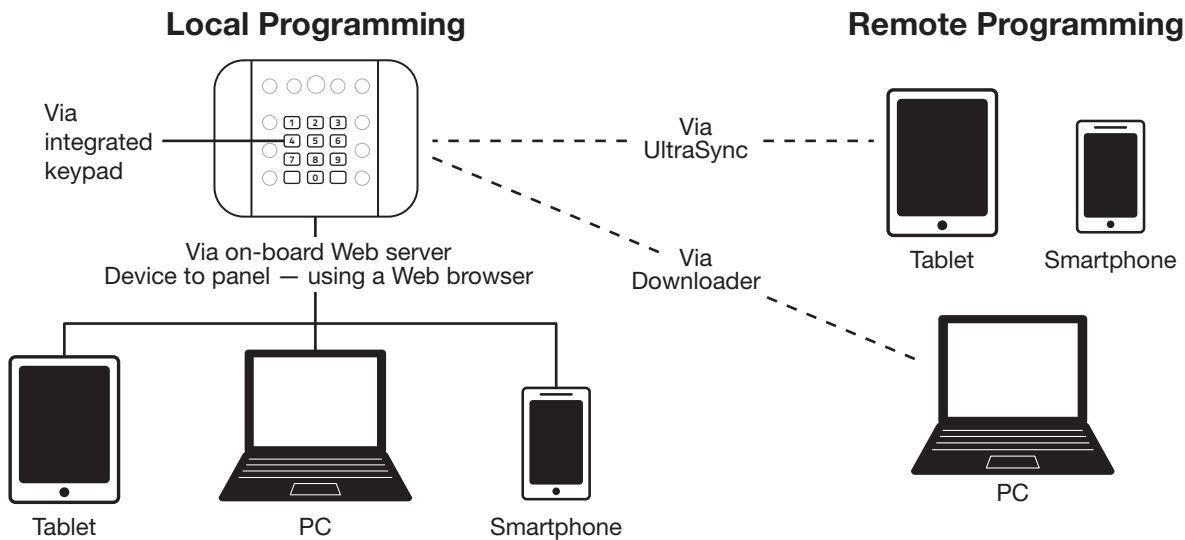 Local Programming
Remote Programming
Via
integrated
keypad
1 2 3
4 5 6
7 8 9
0
Via
UltraSync
Via on-board Web server
Device to panel — using a Web browser
Via
Downloader
Tablet
Smartphone
Tablet
PC
Smartphone
PC